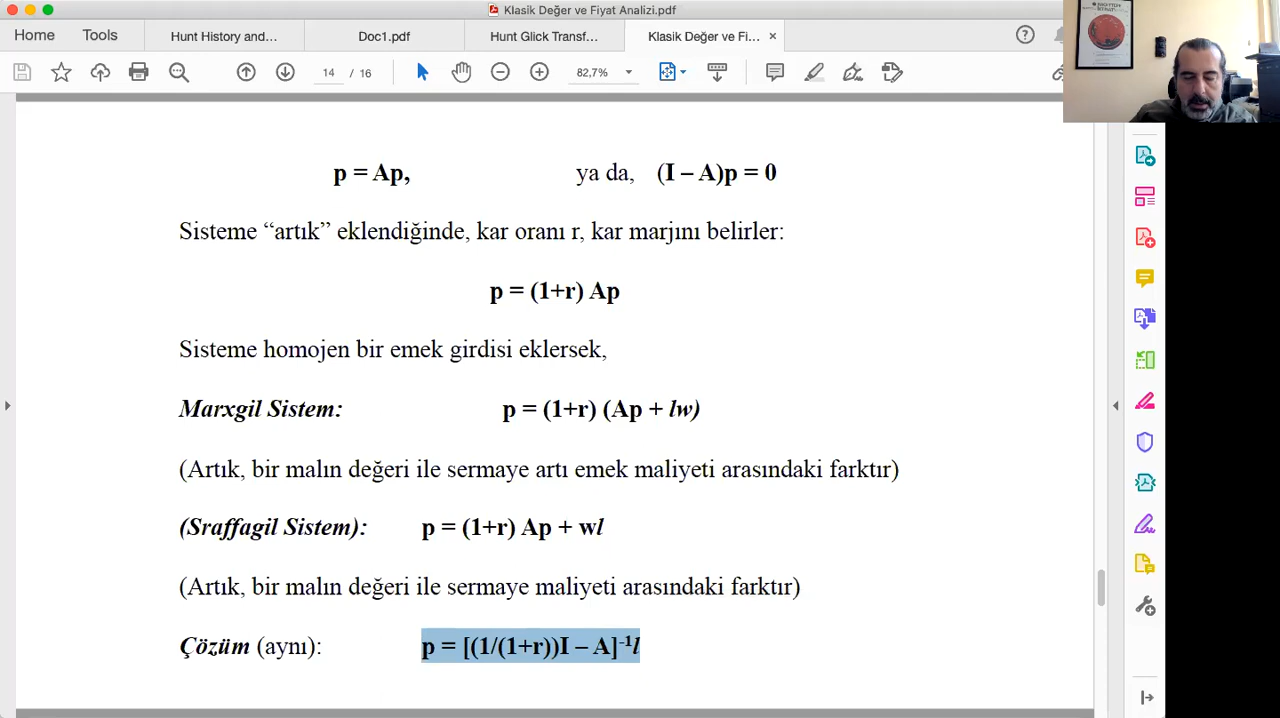 Klasik Değer ve Fiyat Analizi.pdf
Home Tools Hunt History and... Doc1.pdf Hunt Glick Transf... Klasik Değer ve Fi... ×
14 / 16 82,7%
p = Ap, ya da, (I – A)p = 0
Sisteme “artık” eklendiğinde, kar oranı r, kar marjını belirler:
p = (1+r) Ap
Sisteme homojen bir emek girdisi eklersek,
Marxgil Sistem: p = (1+r) (Ap + lw)
(Artık, bir malın değeri ile sermaye artı emek maliyeti arasındaki farktır)
(Sraffagil Sistem): p = (1+r) Ap + wl
(Artık, bir malın değeri ile sermaye maliyeti arasındaki farktır)
Çözüm (aynı): p = [(1/(1+r))I – A]⁻¹l